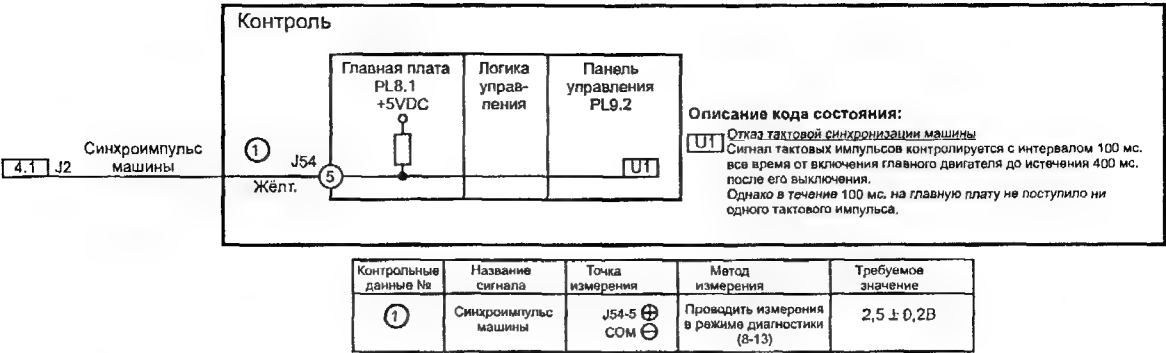 Контроль
Главная плата
PL8.1
+5VDC
Логика
управ-
ления
Панель
управления
PL9.2
Описание кода состояния:
U1 Отказ тактовой синхронизации машины
Сигнал тактовых импульсов контролируется с интервалом 100 мс.
все время от включения главного двигателя до истечения 400 мс.
после его выключения.
Однако в течение 100 мс. на главную плату не поступило ни
одного тактового импульса.
4.1 J2
Синхроимпульс
машины
1
Жёлт.
J54
5
U1
Контрольные
данные №
Название
сигнала
Точка
измерения
Метод
измерения
Требуемое
значение
1
Синхроимпульс
машины
J54-5 ⊕
COM ⊖
Проводить измерения
в режиме диагностики
(8-13)
2,5 ± 0,2В